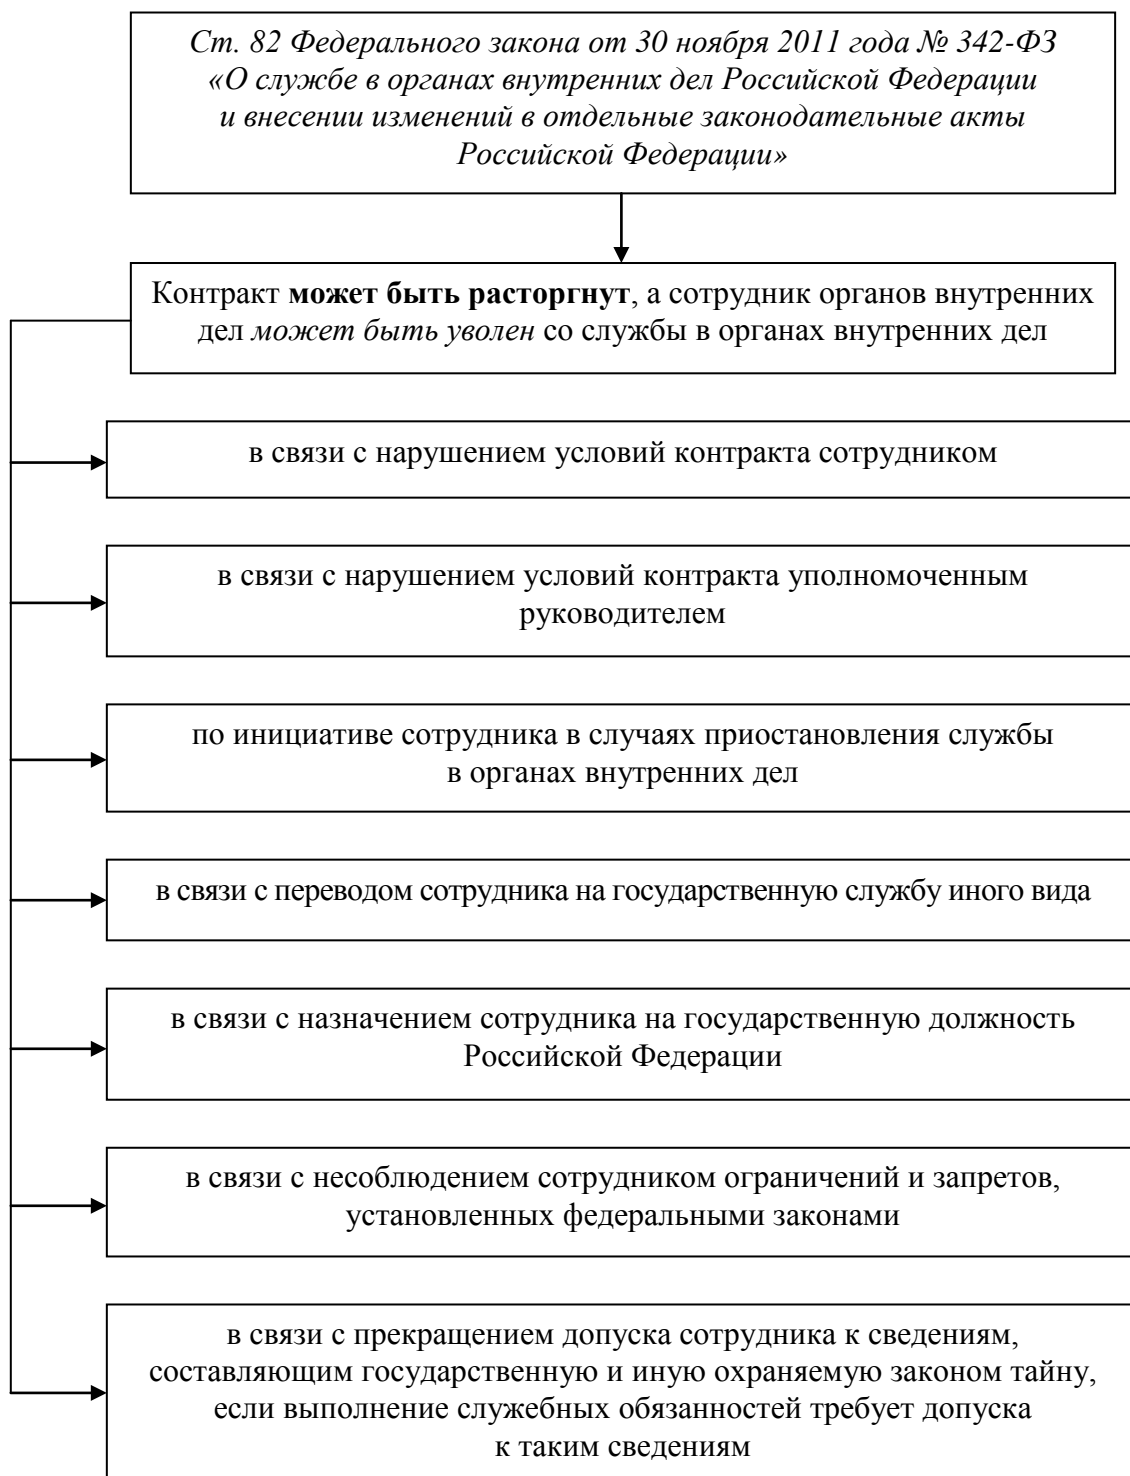 Ст. 82 Федерального закона от 30 ноября 2011 года № 342-ФЗ
«О службе в органах внутренних дел Российской Федерации
и внесении изменений в отдельные законодательные акты
Российской Федерации»
Контракт может быть расторгнут, а сотрудник органов внутренних
дел может быть уволен со службы в органах внутренних дел
в связи с нарушением условий контракта сотрудником
в связи с нарушением условий контракта уполномоченным
руководителем
по инициативе сотрудника в случаях приостановления службы
в органах внутренних дел
в связи с переводом сотрудника на государственную службу иного вида
в связи с назначением сотрудника на государственную должность
Российской Федерации
в связи с несоблюдением сотрудником ограничений и запретов,
установленных федеральными законами
в связи с прекращением допуска сотрудника к сведениям,
составляющим государственную и иную охраняемую законом тайну,
если выполнение служебных обязанностей требует допуска
к таким сведениям